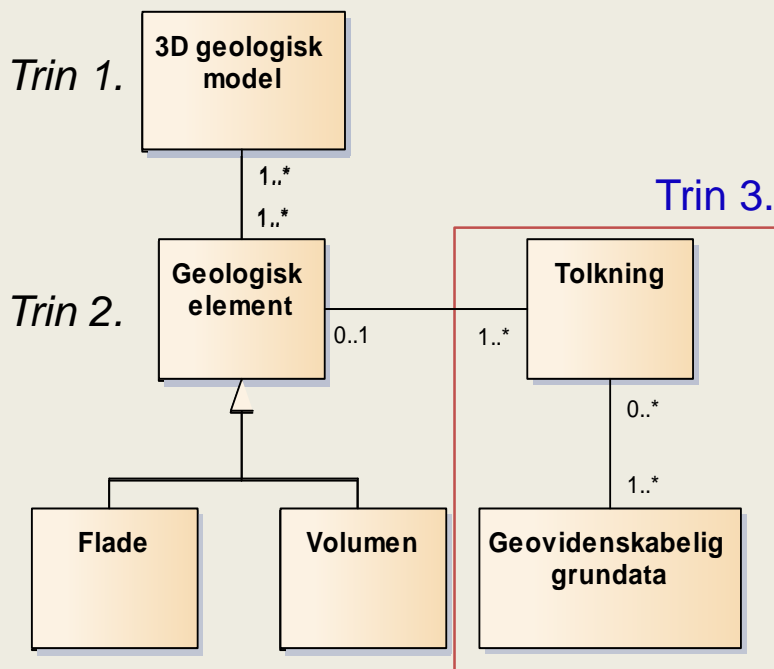 3D geologisk
model
Trin 1.
1..*
1..*
Trin 3.
Geologisk
element
Tolkning
Trin 2.
0..1
1..*
0..*
1..*
Flade
Volumen
Geovidenskabelig
grundata